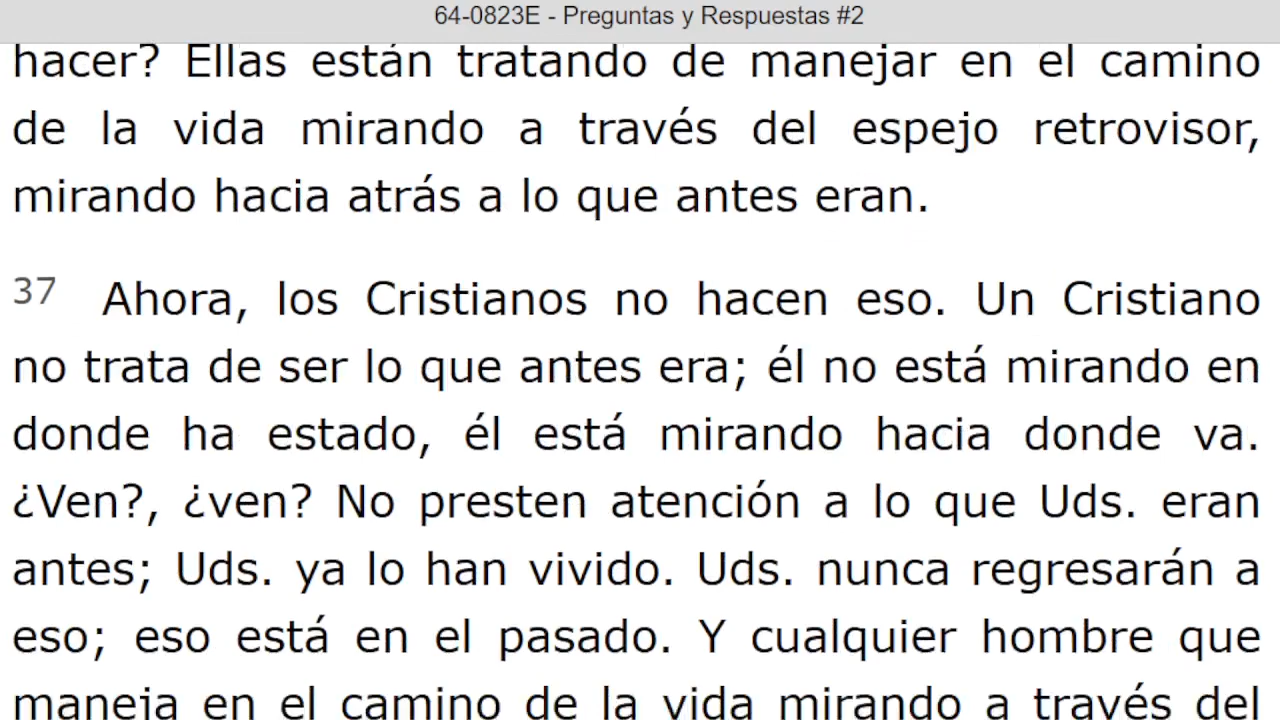 64-0823E - Preguntas y Respuestas #2
hacer? Ellas están tratando de manejar en el camino
de la vida mirando a través del espejo retrovisor,
mirando hacia atrás a lo que antes eran.
37 Ahora, los Cristianos no hacen eso. Un Cristiano
no trata de ser lo que antes era; él no está mirando en
donde ha estado, él está mirando hacia donde va.
¿Ven?, ¿ven? No presten atención a lo que Uds. eran
antes; Uds. ya lo han vivido. Uds. nunca regresarán a
eso; eso está en el pasado. Y cualquier hombre que
maneja en el camino de la vida mirando a través del